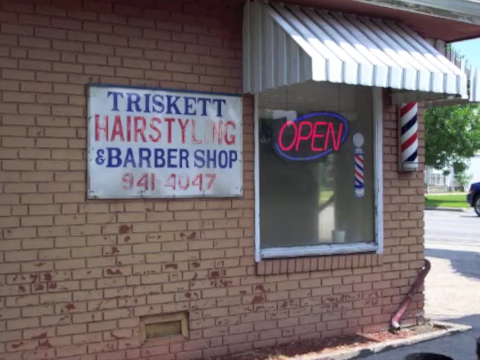 TRISKETT
HAIRSTYLING
& BARBER SHOP
941-4047
OPEN